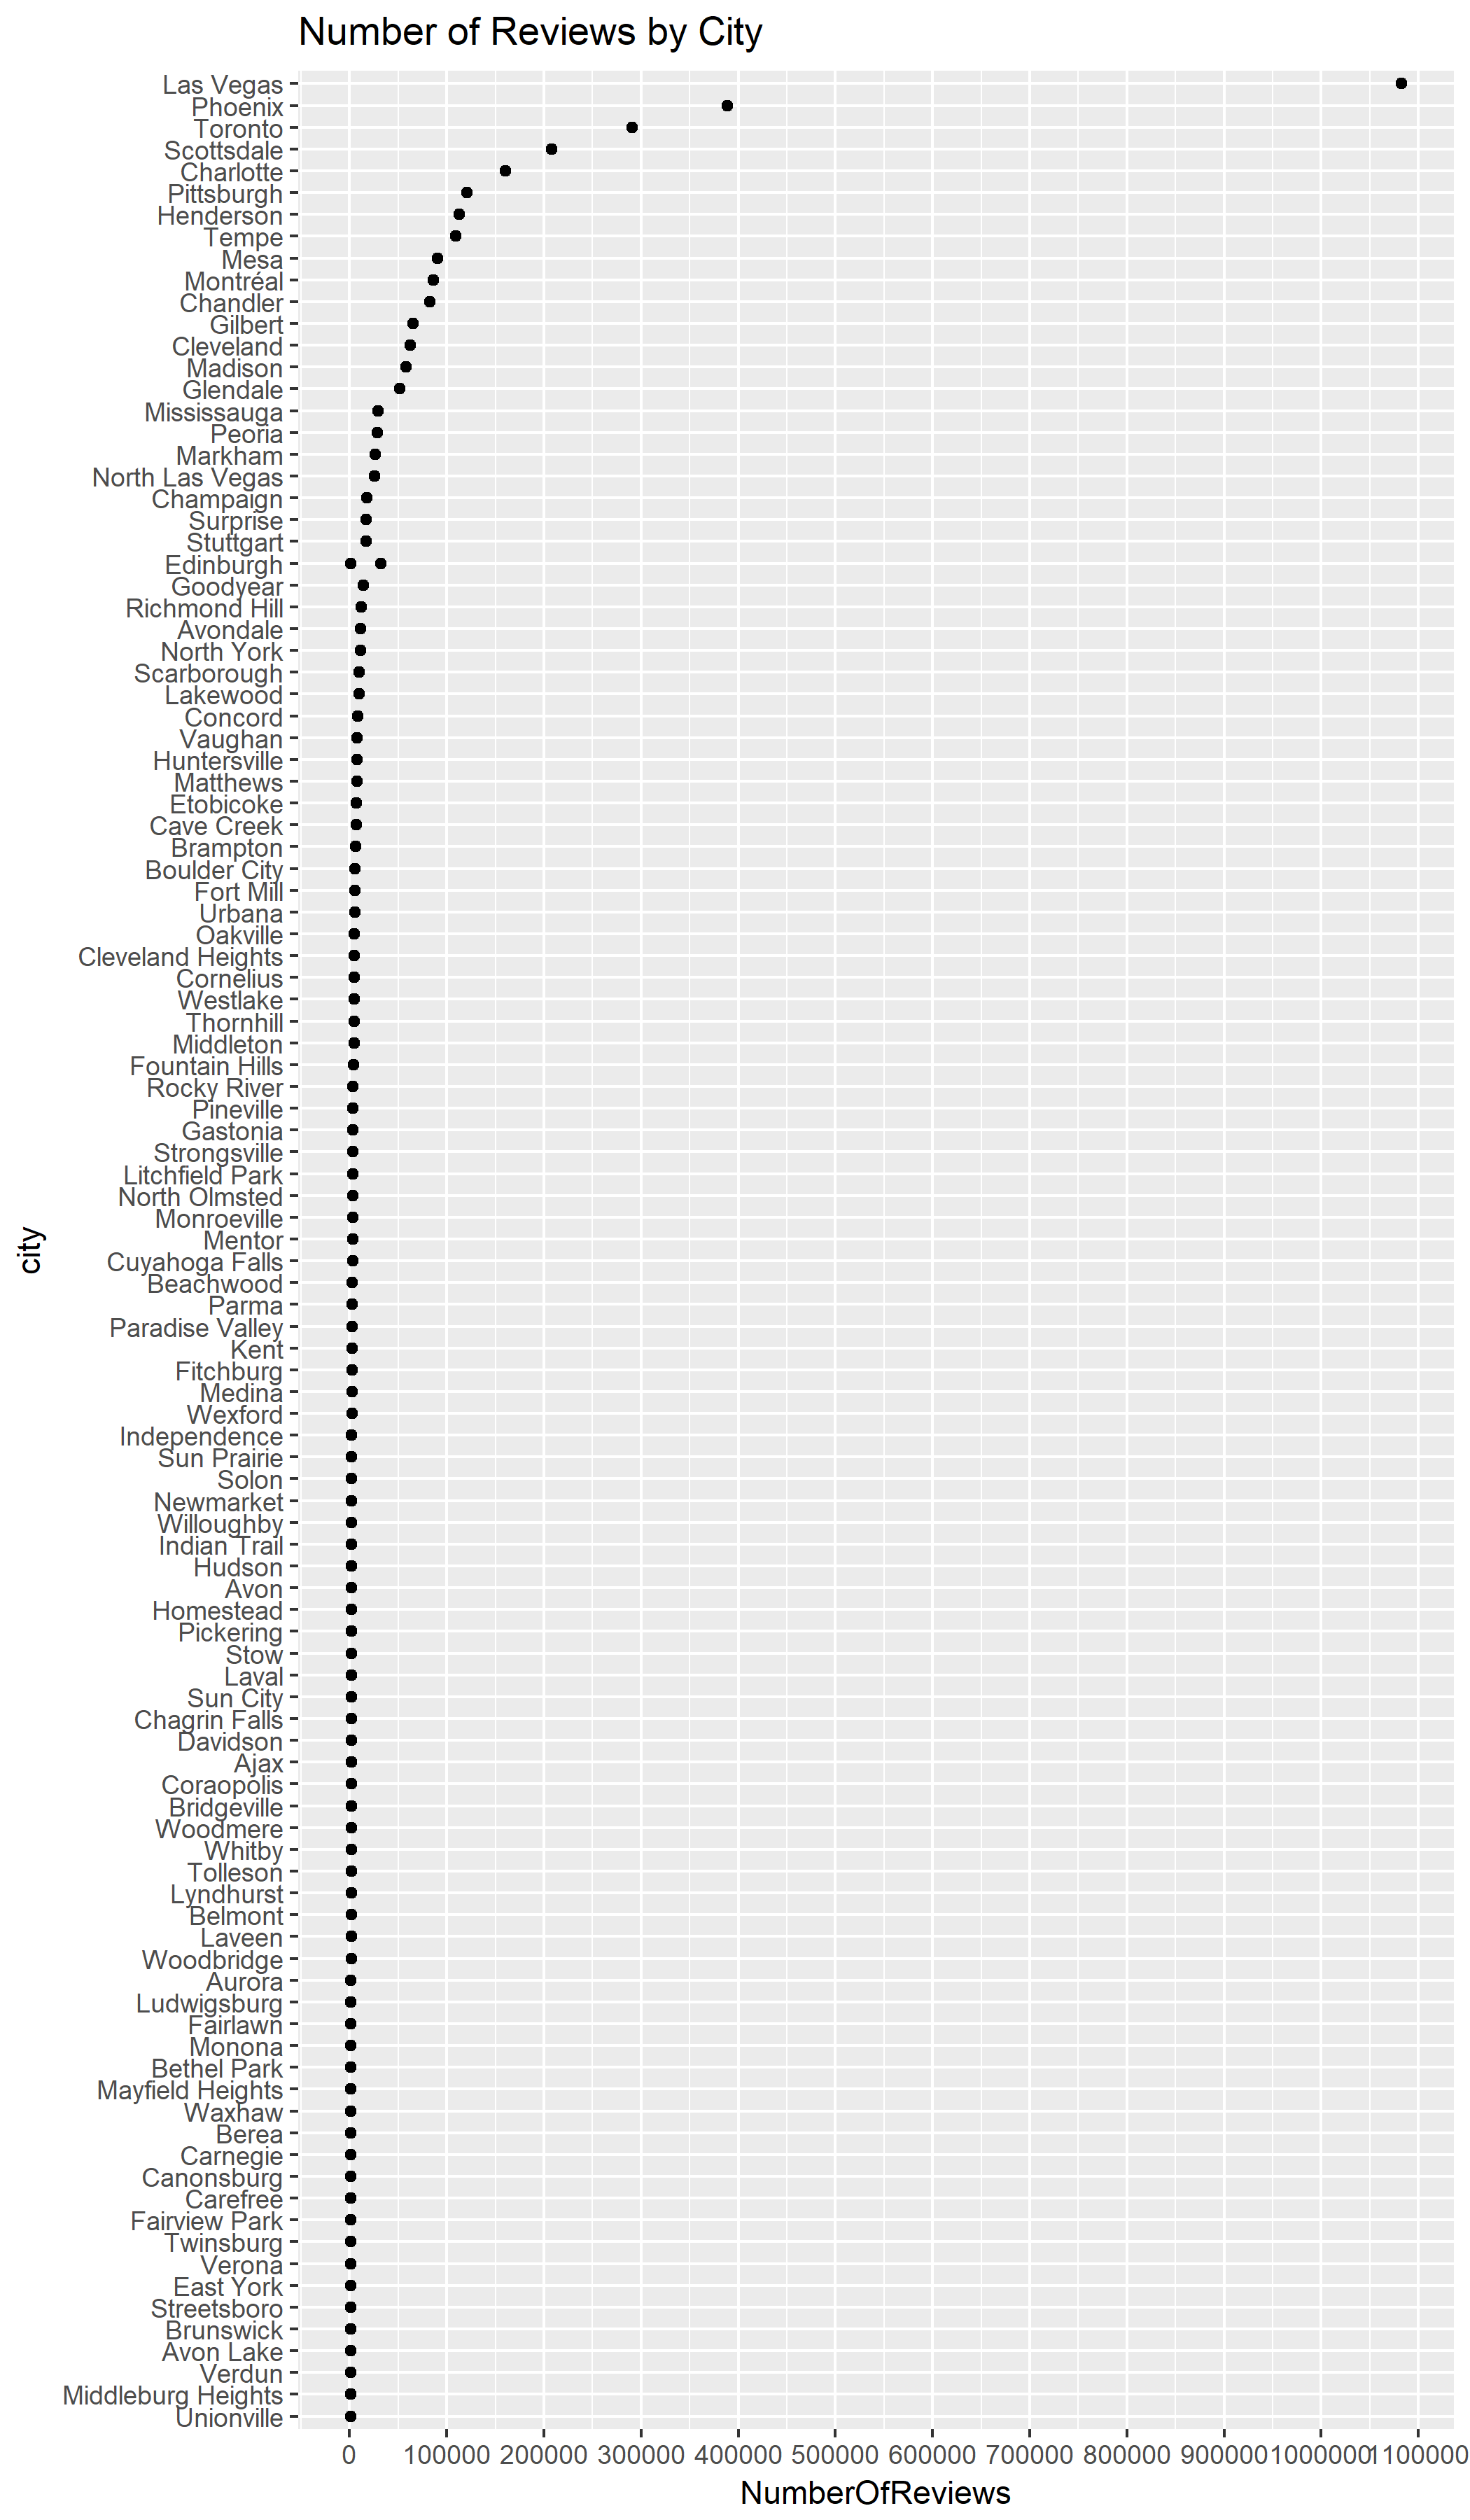 Number of Reviews by City
Las Vegas
Phoenix
Toronto
Scottsdale
Charlotte
Pittsburgh
Henderson
Tempe
Mesa
Montréal
Chandler
Gilbert
Cleveland
Madison
Glendale
Mississauga
Peoria
Markham
North Las Vegas
Champaign
Surprise
Stuttgart
Edinburgh
Goodyear
Richmond Hill
Avondale
North York
Scarborough
Lakewood
Concord
Vaughan
Huntersville
Matthews
Etobicoke
Cave Creek
Brampton
Boulder City
Fort Mill
Urbana
Oakville
Cleveland Heights
Cornelius
Westlake
Thornhill
Middleton
Fountain Hills
Rocky River
Pineville
Gastonia
Strongsville
Litchfield Park
North Olmsted
Monroeville
Mentor
Cuyahoga Falls
Beachwood
Parma
Paradise Valley
Kent
Fitchburg
Medina
Wexford
Independence
Sun Prairie
Solon
Newmarket
Willoughby
Indian Trail
Hudson
Avon
Homestead
Pickering
Stow
Laval
Sun City
Chagrin Falls
Davidson
Ajax
Coraopolis
Bridgeville
Woodmere
Whitby
Tolleson
Lyndhurst
Belmont
Laveen
Woodbridge
Aurora
Ludwigsburg
Fairlawn
Monona
Bethel Park
Mayfield Heights
Waxhaw
Berea
Carnegie
Canonsburg
Carefree
Fairview Park
Twinsburg
Verona
East York
Streetsboro
Brunswick
Avon Lake
Verdun
Middleburg Heights
Unionville
city
0 100000 200000 300000 400000 500000 600000 700000 800000 900000 1000000 1100000
NumberOfReviews